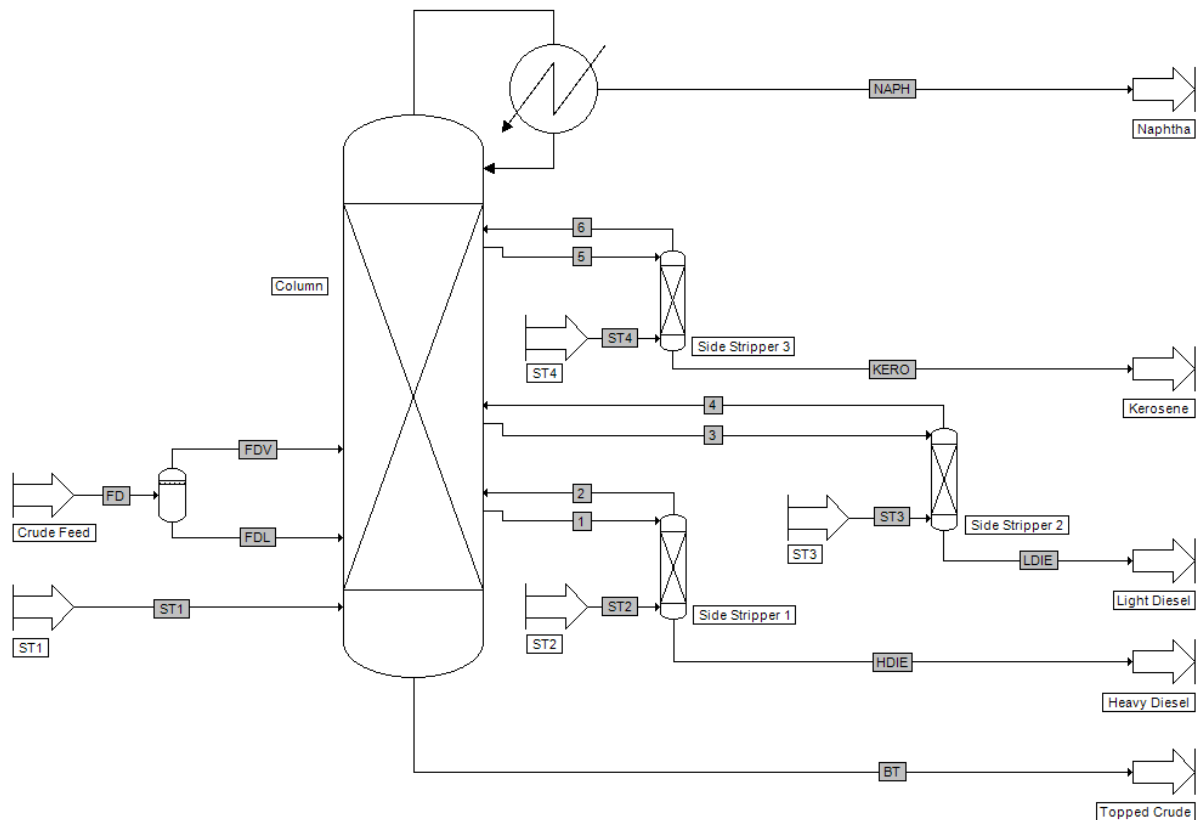 NAPH
Naphtha
6
5
Column
ST4
Side Stripper 3
ST4
KERO
Kerosene
4
3
FDV
FD
Crude Feed
FDL
2
1
ST3
Side Stripper 2
ST3
LDIE
Light Diesel
ST1
ST1
ST2
Side Stripper 1
ST2
HDIE
Heavy Diesel
BT
Topped Crude